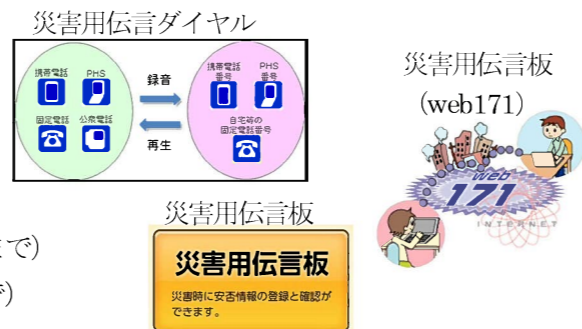 災害用伝言ダイヤル
携帯電話
PHS
固定電話
公衆電話
録音
再生
携帯電話
番号
PHS
番号
自宅等の
固定電話番号
災害用伝言板
(web171)
web
171
INTERNET
まで)
で)
災害用伝言板
災害用伝言板
災害時に安否情報の登録と確認が
できます。